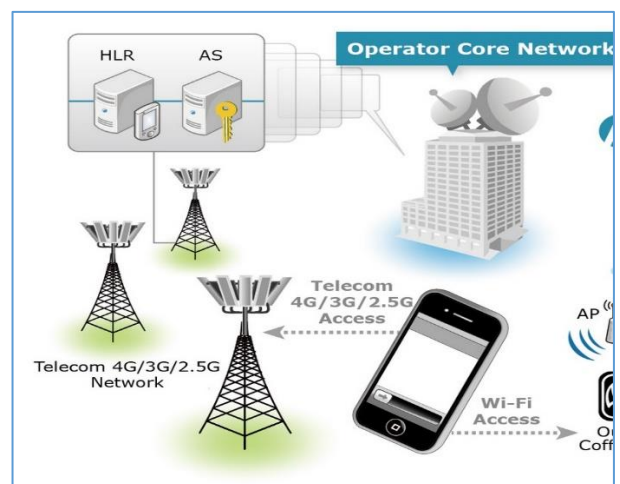 HLR
AS
Operator Core Network
Telecom
4G/3G/2.5G
Access
AP
Telecom 4G/3G/2.5G
Network
Wi-Fi
Access